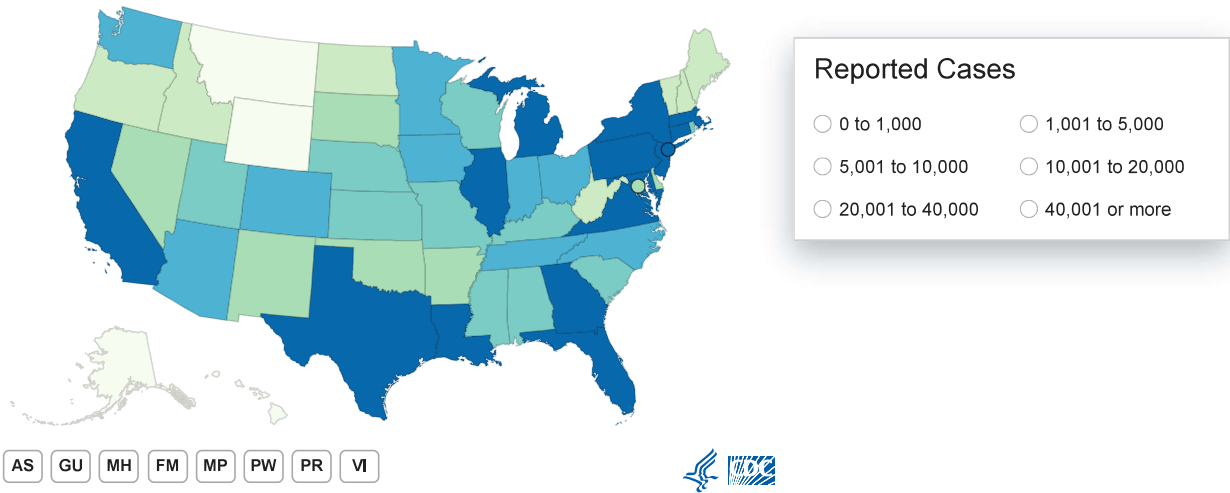 Reported Cases
0 to 1,000
1,001 to 5,000
5,001 to 10,000
10,001 to 20,000
20,001 to 40,000
40,001 or more
AS GU MH FM MP PW PR VI
CDC